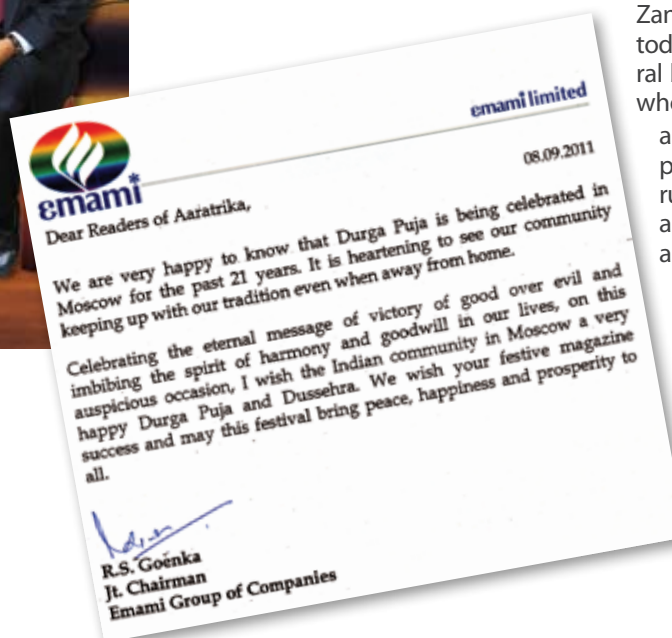 emami
emami limited
08.09.2011
Dear Readers of Aaratrika,
We are very happy to know that Durga Puja is being celebrated in
Moscow for the past 21 years. It is heartening to see our community
keeping up with our tradition even when away from home.
Celebrating the eternal message of victory of good over evil and
imbibing the spirit of harmony and goodwill in our lives, on this
auspicious occasion, I wish the Indian community in Moscow a very
happy Durga Puja and Dussehra. We wish your festive magazine
success and may this festival bring peace, happiness and prosperity to
all.
R.S. Goenka
Jt. Chairman
Emami Group of Companies